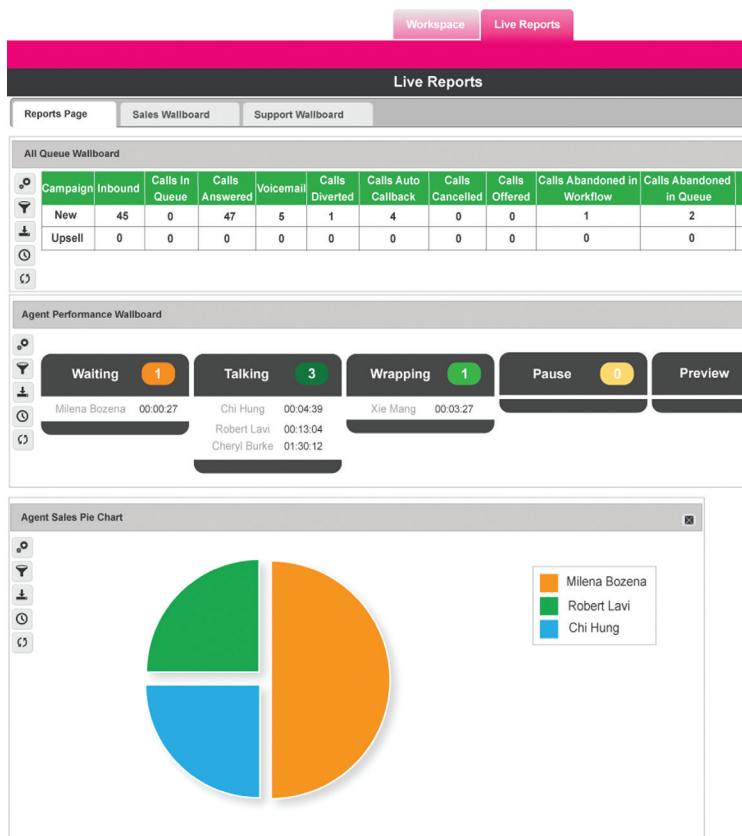 Workspace Live Reports
Live Reports
Reports Page Sales Wallboard Support Wallboard
All Queue Wallboard
Campaign Inbound Calls In Queue Calls Answered Voicemail Calls Diverted Calls Auto Callback Calls Cancelled Calls Offered Calls Abandoned in Workflow Calls Abandoned in Queue
New 45 0 47 5 1 4 0 0 1 2
Upsell 0 0 0 0 0 0 0 0 0 0
Agent Performance Wallboard
Waiting 1 Talking 3 Wrapping 1 Pause 0 Preview
Milena Bozena 00:00:27 Chi Hung 00:04:39 Xie Mang 00:03:27
Robert Lavi 00:13:04
Cheryl Burke 01:30:12
Agent Sales Pie Chart
Milena Bozena
Robert Lavi
Chi Hung